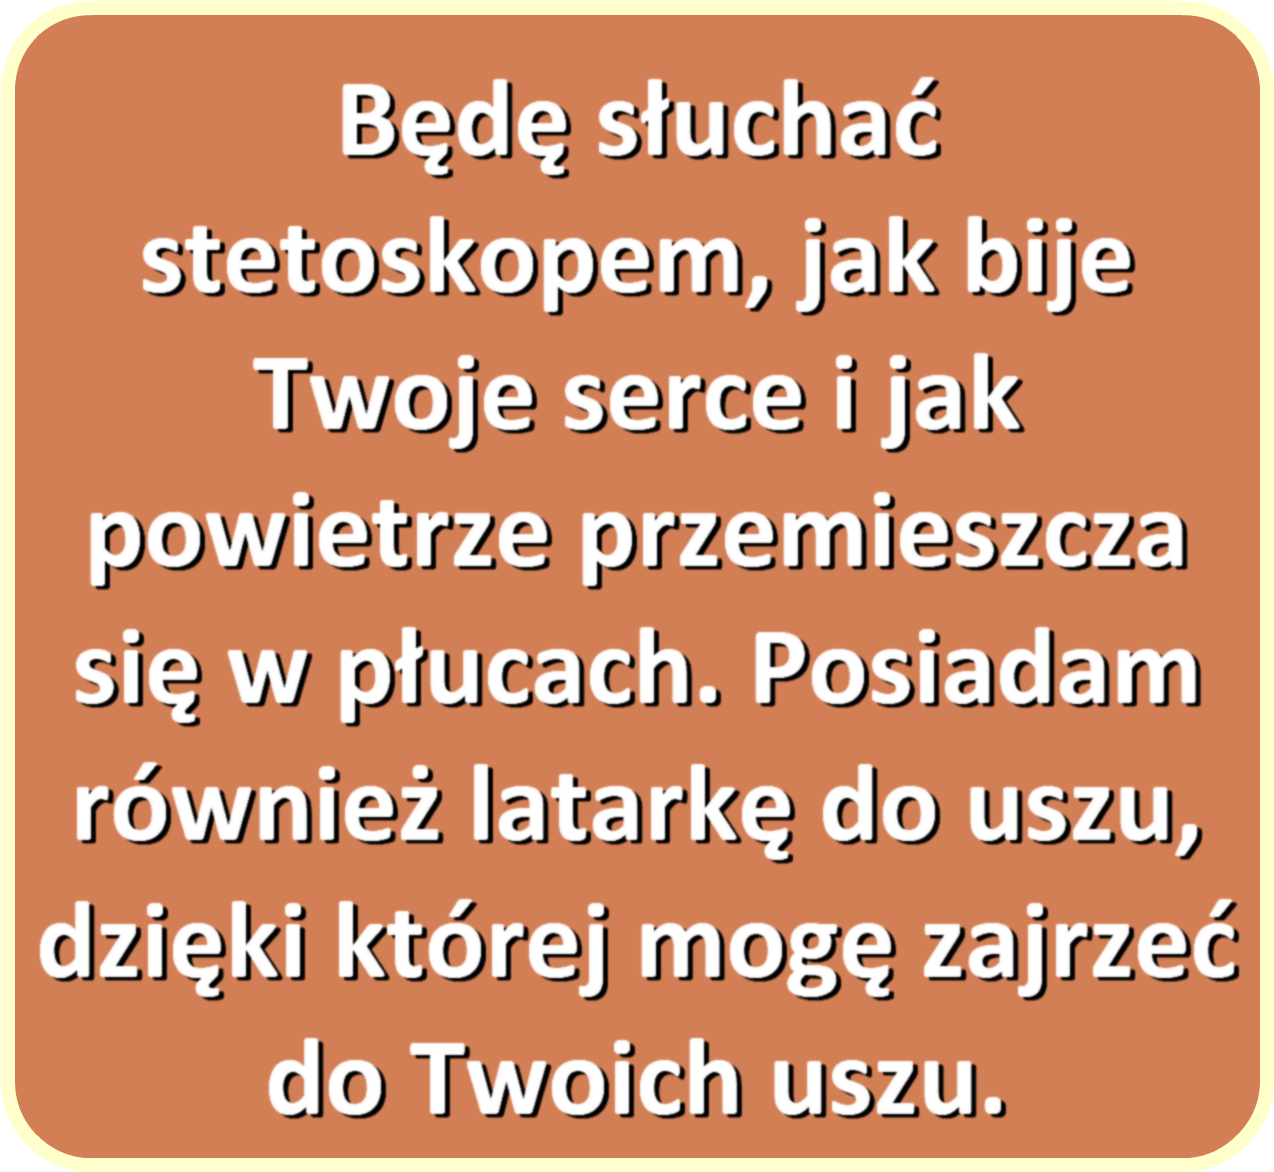 Będę słuchać
stetoskopem, jak bije
Twoje serce i jak
powietrze przemieszcza
się w płucach. Posiadam
również latarkę do uszu,
dzięki której mogę zajrzeć
do Twoich uszu.